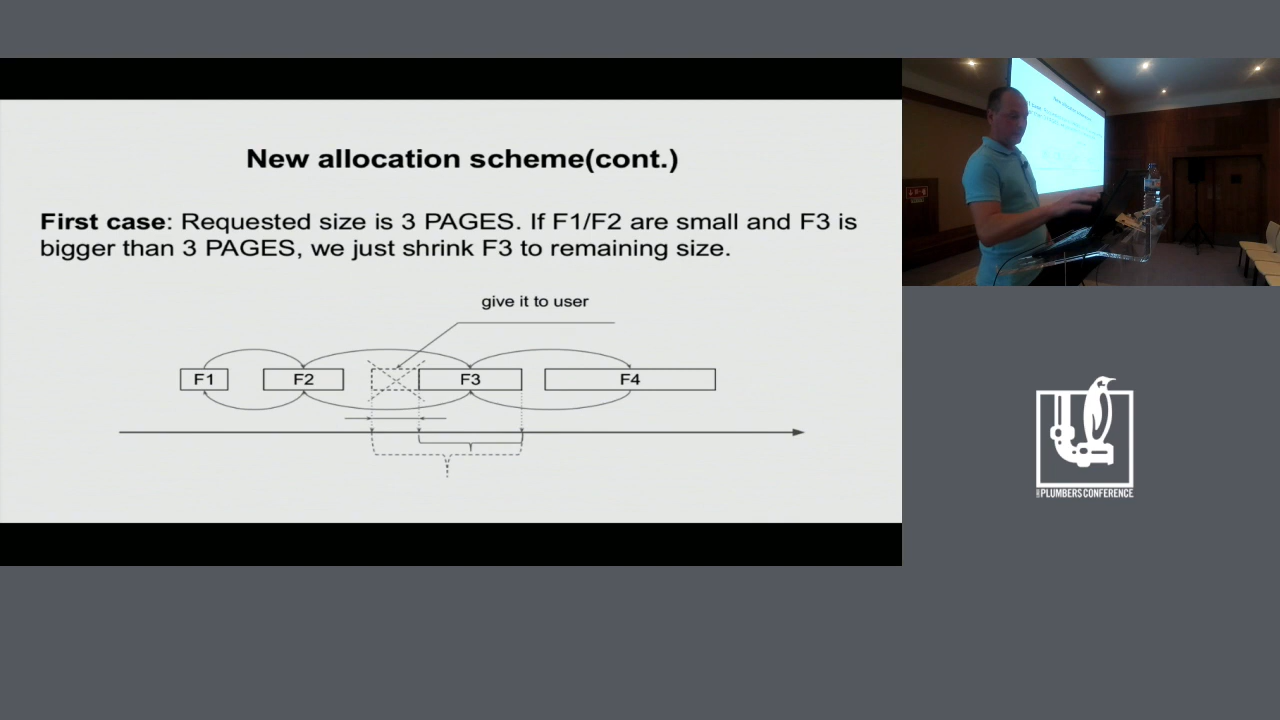 New allocation scheme(cont.)
First case: Requested size is 3 PAGES. If F1/F2 are small and F3 is
bigger than 3 PAGES, we just shrink F3 to remaining size.
give it to user
F1 F2 F3 F4
PLUMBERS CONFERENCE